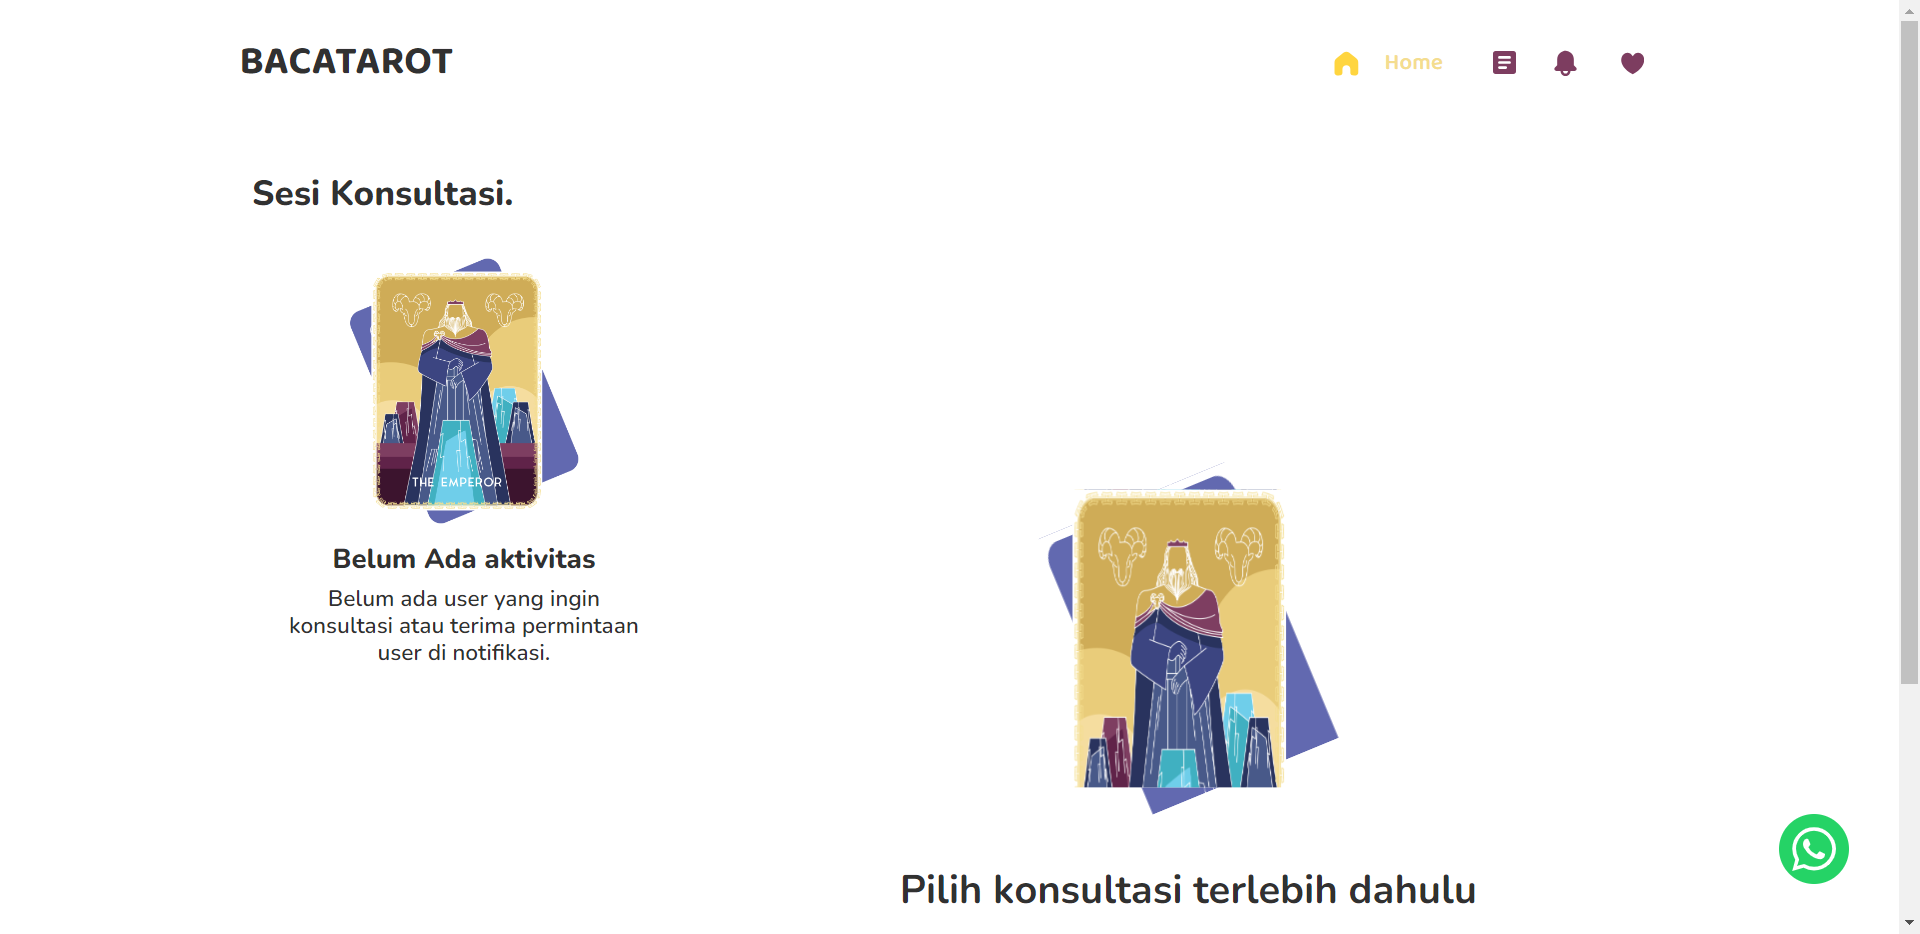 BACATAROT
Home
Sesi Konsultasi.
THE EMPEROR
Belum Ada aktivitas
Belum ada user yang ingin
konsultasi atau terima permintaan
user di notifikasi.
Pilih konsultasi terlebih dahulu